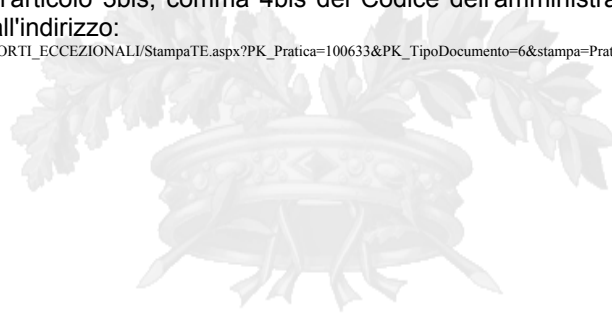 l'articolo 3bis, comma 4bis del Codice dell'amministra
all'indirizzo:
ORTI_ECCEZIONALI/StampaTE.aspx?PK_Pratica=100633&PK_TipoDocumento=6&stampa=Prat